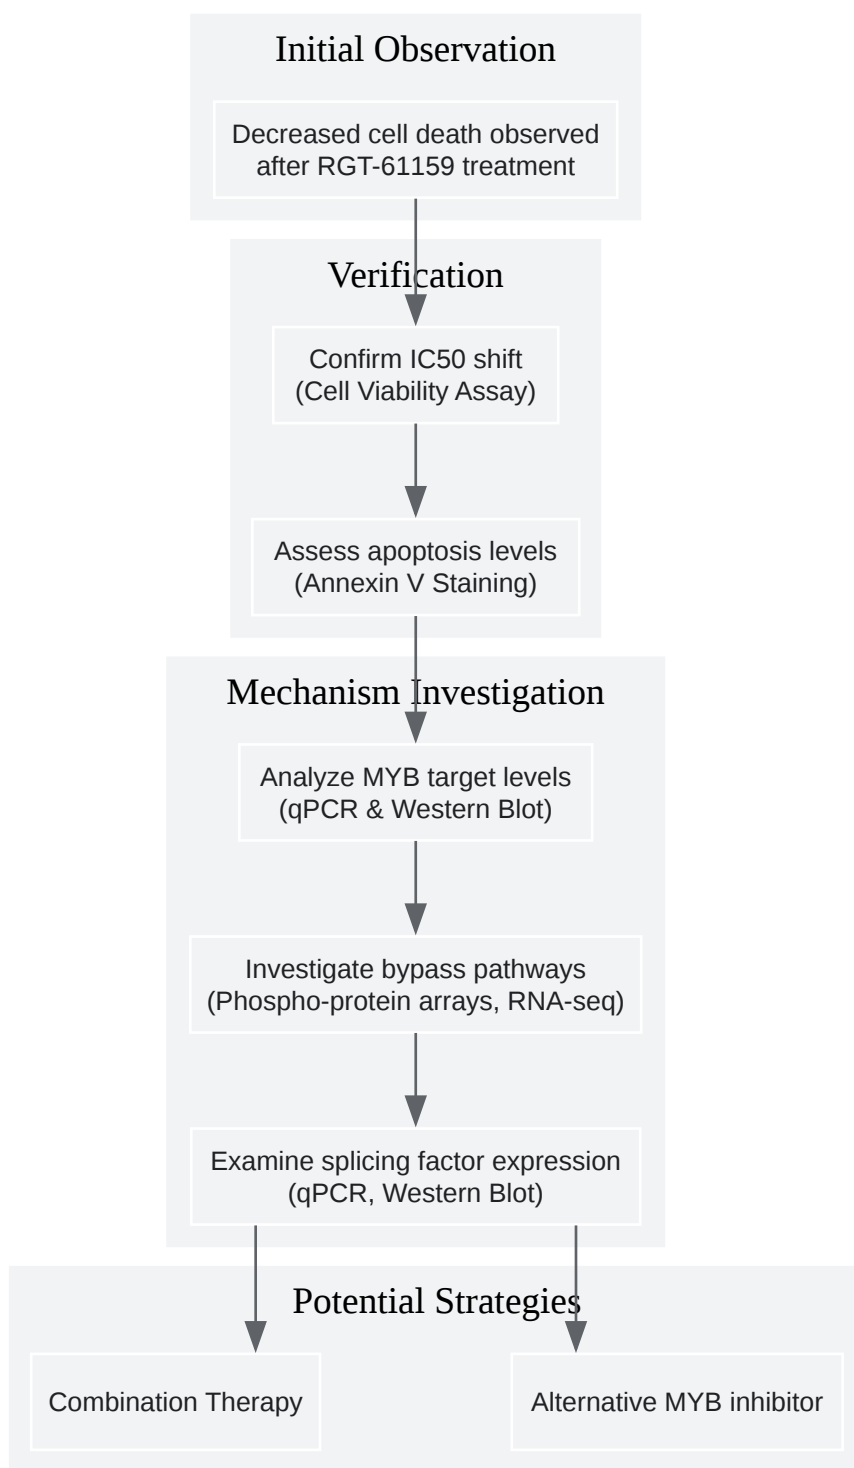 Initial Observation
Decreased cell death observed
after RGT-61159 treatment
Verification
Confirm IC50 shift
(Cell Viability Assay)
Assess apoptosis levels
(Annexin V Staining)
Mechanism Investigation
Analyze MYB target levels
(qPCR & Western Blot)
Investigate bypass pathways
(Phospho-protein arrays, RNA-seq)
Examine splicing factor expression
(qPCR, Western Blot)
Potential Strategies
Combination Therapy
Alternative MYB inhibitor